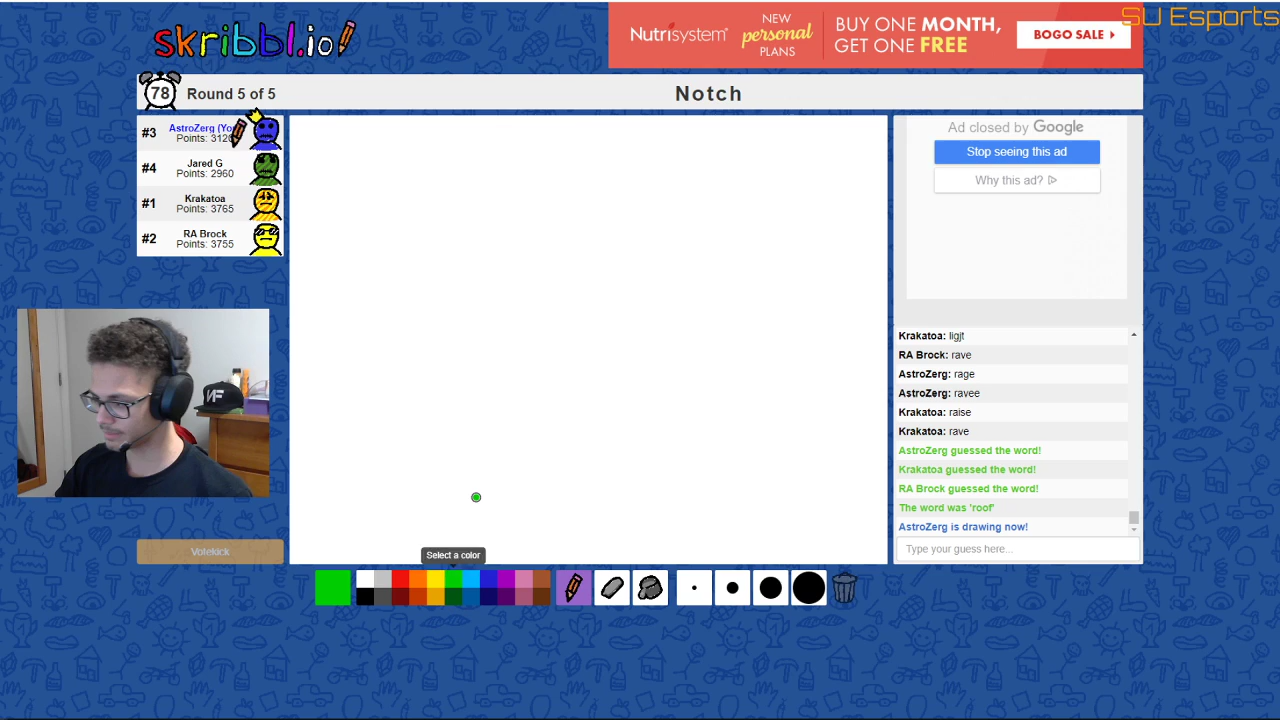 SU Esports
skribbl.io
Nutrisystem®
NEW
personal
PLANS
BUY ONE MONTH,
GET ONE FREE
BOGO SALE
78
Round 5 of 5
Notch
#3
AstroZerg (Yo
Points: 3120
#4
Jared G
Points: 2960
#1
Krakatoa
Points: 3765
#2
RA Brock
Points: 3755
Votekick
Select a color
Ad closed by Google
Stop seeing this ad
Why this ad?
Krakatoa: ligjt
RA Brock: rave
AstroZerg: rage
AstroZerg: ravee
Krakatoa: raise
Krakatoa: rave
AstroZerg guessed the word!
Krakatoa guessed the word!
RA Brock guessed the word!
The word was 'roof'
AstroZerg is drawing now!
Type your guess here...